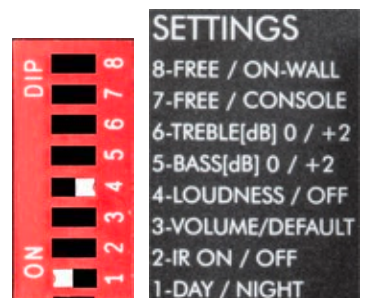 DIP
ON
8
7
6
5
4
3
2
1
SETTINGS
8-FREE / ON-WALL
7-FREE / CONSOLE
6-TREBLE[dB] 0 / +2
5-BASS[dB] 0 / +2
4-LOUDNESS / OFF
3-VOLUME/DEFAULT
2-IR ON / OFF
1-DAY / NIGHT